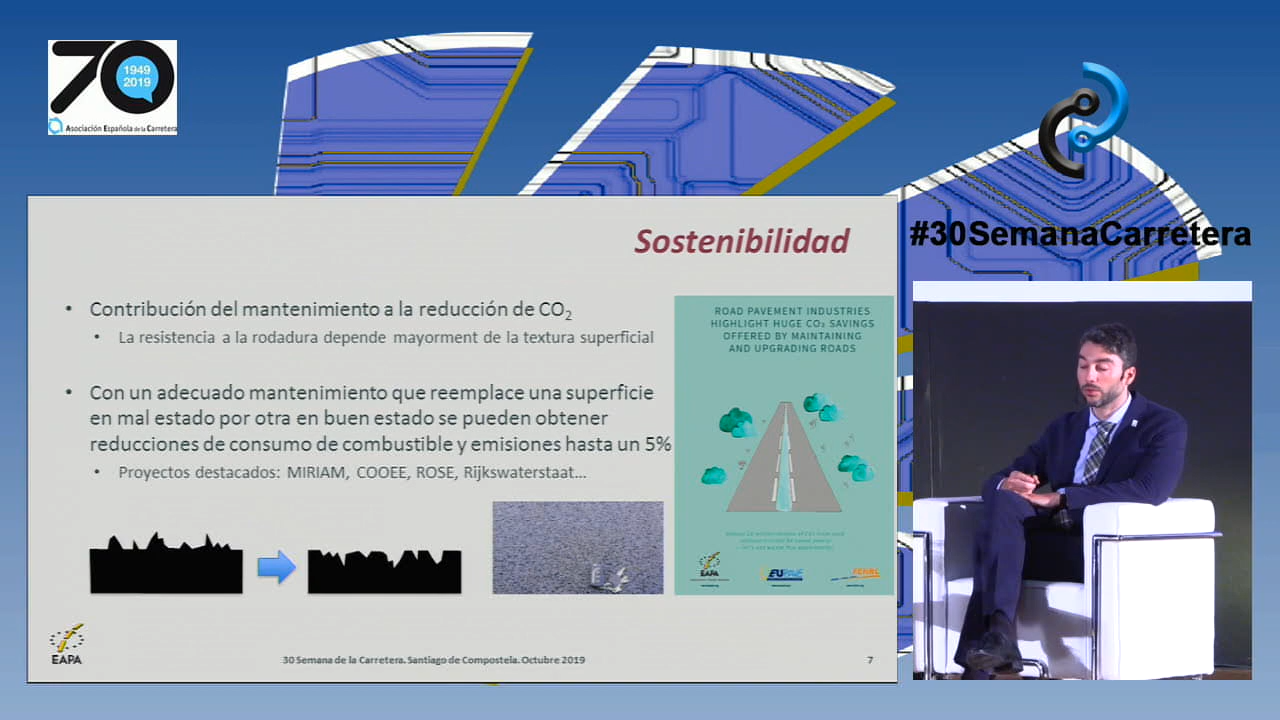 70
1949
2019
Asociación Española de la Carretera
#30SemanaCarretera
Sostenibilidad
• Contribución del mantenimiento a la reducción de CO₂
• La resistencia a la rodadura depende mayorment de la textura superficial
• Con un adecuado mantenimiento que reemplace una superficie
en mal estado por otra en buen estado se pueden obtener
reducciones de consumo de combustible y emisiones hasta un 5%
• Proyectos destacados: MIRIAM, COOEE, ROSE, Rijkswaterstaat...
ROAD PAVEMENT INDUSTRIES
HIGHLIGHT HUGE CO₂ SAVINGS
OFFERED BY MAINTAINING
AND UPGRADING ROADS
EAPA
EUPAVE
FEHRL
EAPA
30 Semana de la Carretera. Santiago de Compostela. Octubre 2019
7